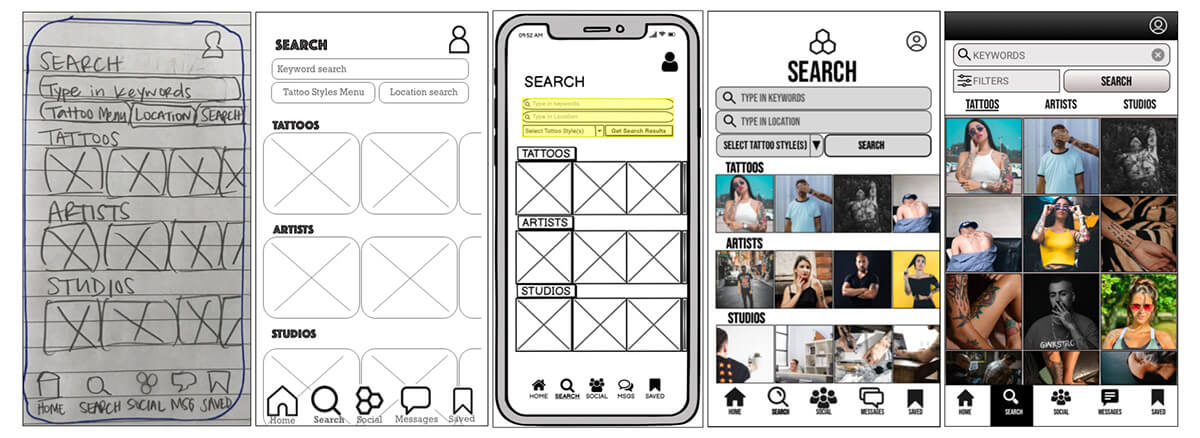 SEARCH
Type in keywords
Tattoo Menu LOCATION SEARCH
TATTOOS
ARTISTS
STUDIOS
HOME SEARCH SOCIAL MSG SAVED
SEARCH
Keyword search
Tattoo Styles Menu Location search
TATTOOS
ARTISTS
STUDIOS
Home Search Social Messages Saved
09:52 AM
SEARCH
Type in keywords
Type in Location
Select Tattoo Style(s) Get Search Results
TATTOOS
ARTISTS
STUDIOS
HOME SEARCH SOCIAL MSGS SAVED
SEARCH
TYPE IN KEYWORDS
TYPE IN LOCATION
SELECT TATTOO STYLE(S) SEARCH
TATTOOS
ARTISTS
STUDIOS
HOME SEARCH SOCIAL MESSAGES SAVED
KEYWORDS
FILTERS SEARCH
TATTOOS ARTISTS STUDIOS
HOME SEARCH SOCIAL MESSAGES SAVED